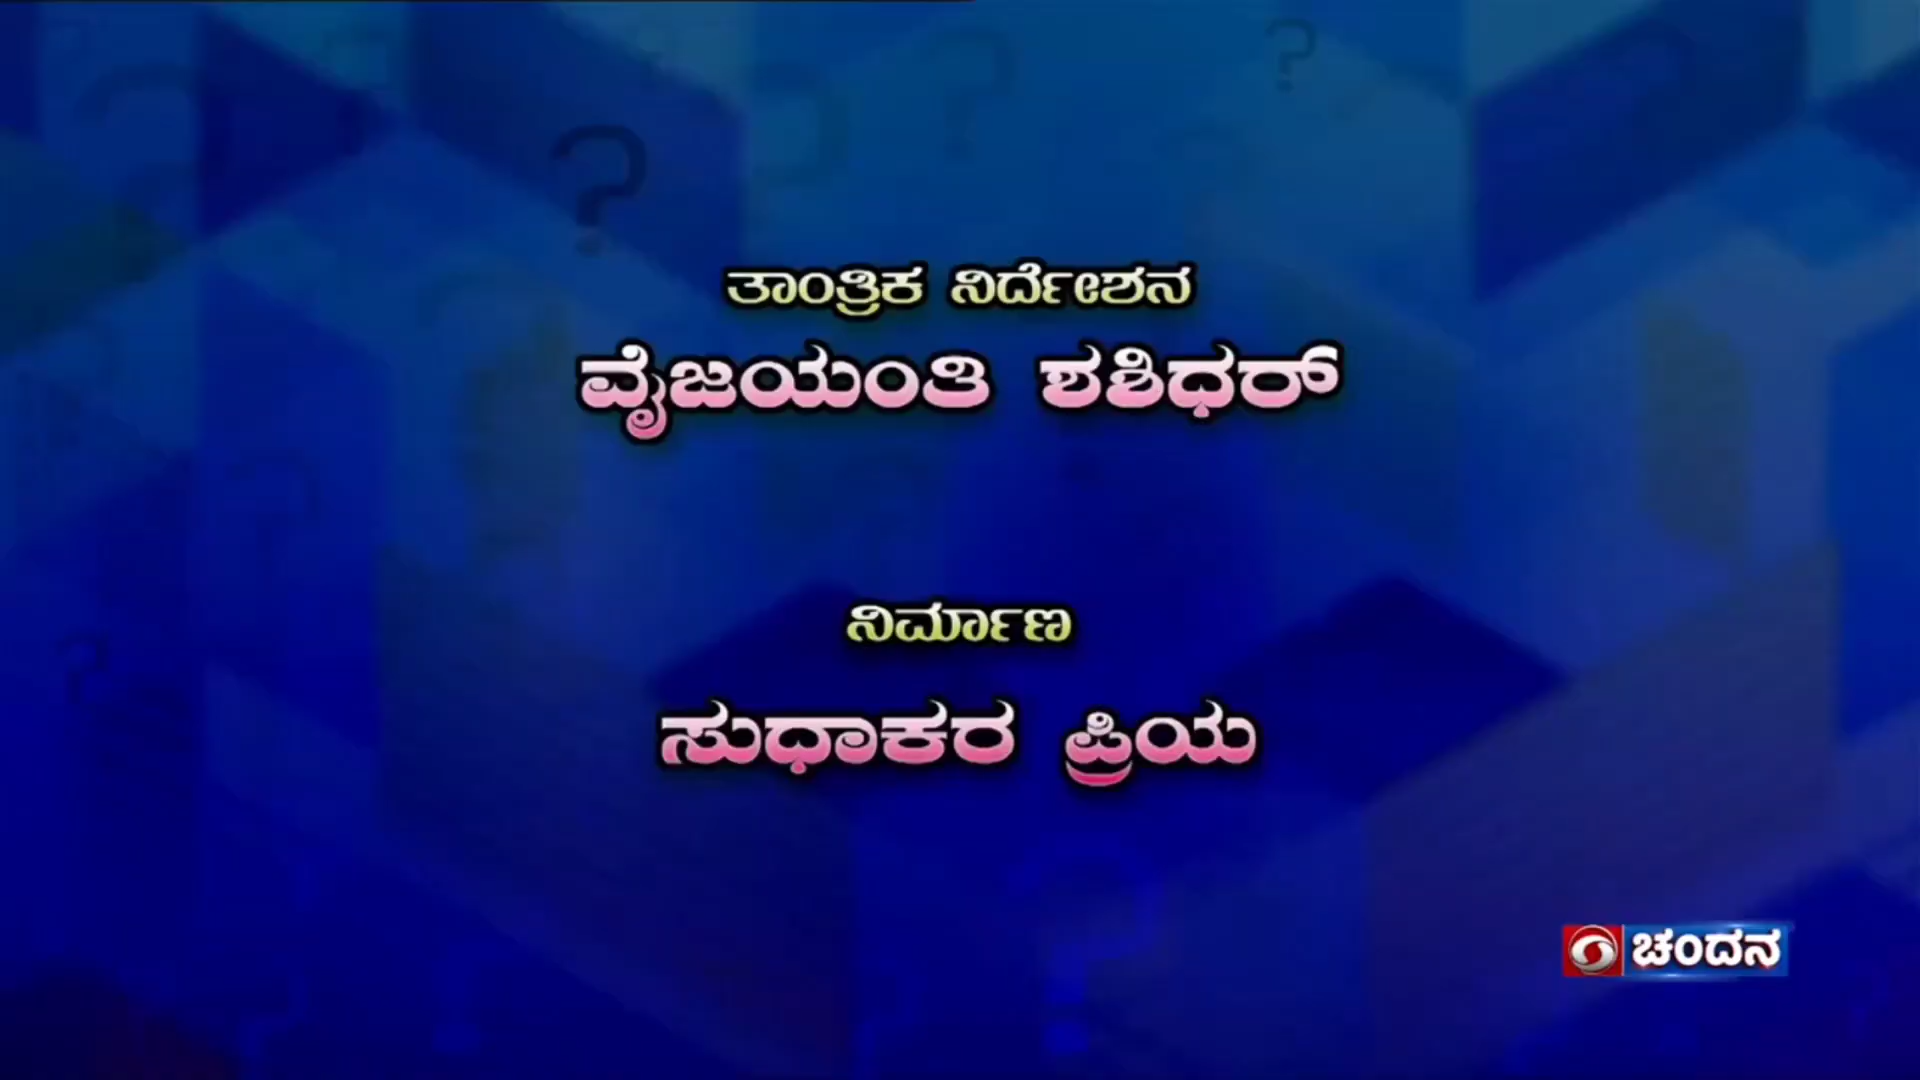 ತಾಂತ್ರಿಕ ನಿರ್ದೇಶನ
ವೈಜಯಂತಿ ಶಶಿಧರ್
ನಿರ್ಮಾಣ
ಸುಧಾಕರ ಪ್ರಿಯ
ಚಂದನ